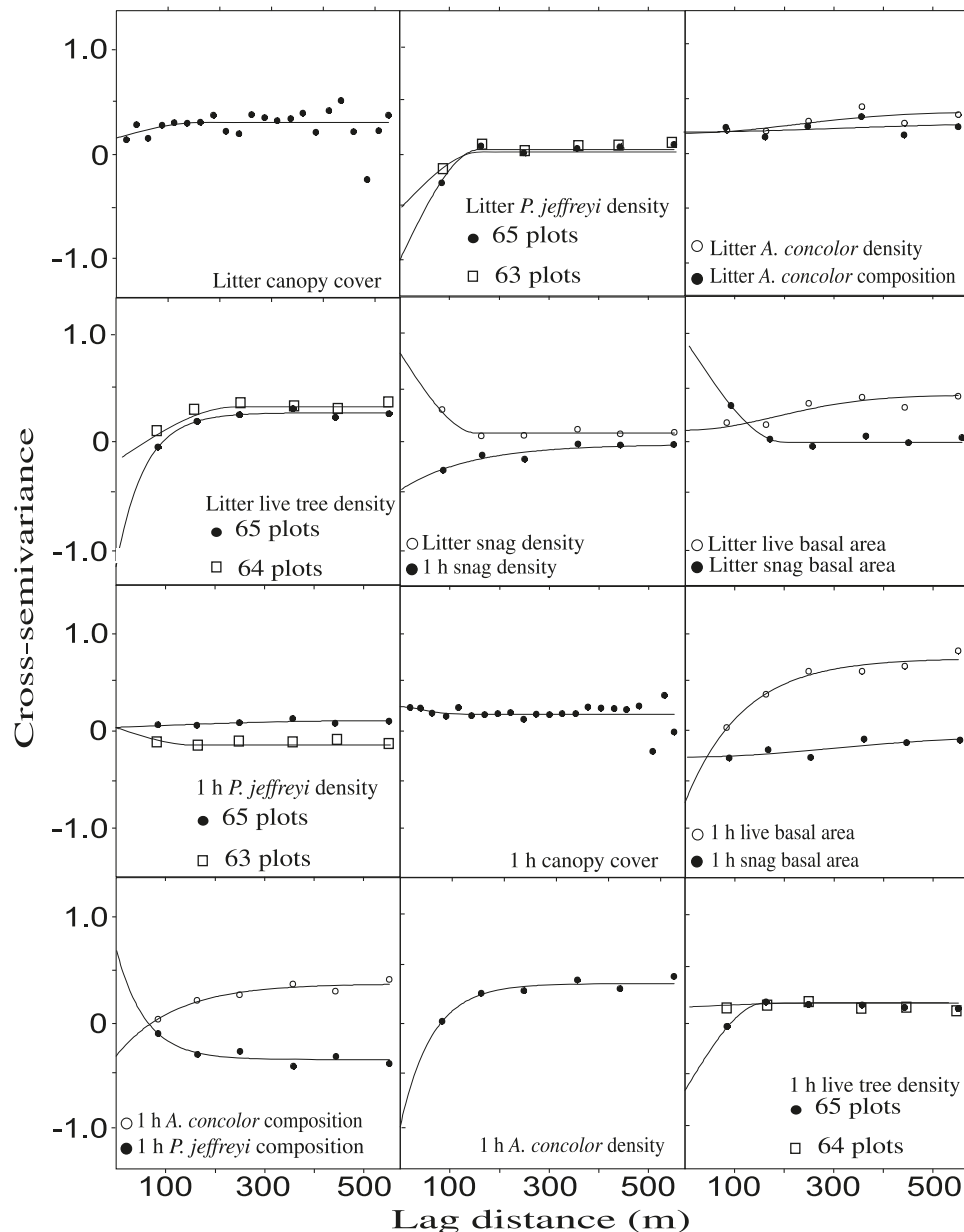 1.0
0
-1.0
Litter canopy cover
Litter P. jeffreyi density
● 65 plots
□ 63 plots
○ Litter A. concolor density
● Litter A. concolor composition
1.0
0
-1.0
Litter live tree density
● 65 plots
□ 64 plots
○ Litter snag density
● 1 h snag density
○ Litter live basal area
● Litter snag basal area
Cross-semivariance
1.0
0
-1.0
1 h P. jeffreyi density
● 65 plots
□ 63 plots
1 h canopy cover
○ 1 h live basal area
● 1 h snag basal area
1.0
0
-1.0
○ 1 h A. concolor composition
● 1 h P. jeffreyi composition
1 h A. concolor density
1 h live tree density
● 65 plots
□ 64 plots
100 300 500 100 300 500 100 300 500
Lag distance (m)